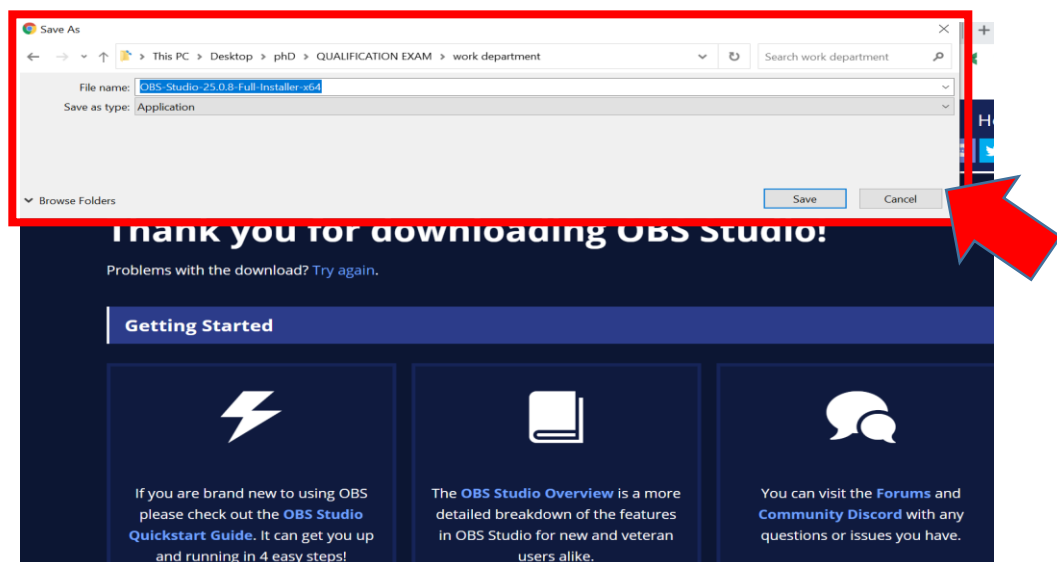 Save As
This PC > Desktop > phD > QUALIFICATION EXAM > work department
Search work department
File name: OBS-Studio-25.0.8-Full-Installer-x64
Save as type: Application
Browse Folders
Save
Cancel
Thank you for downloading OBS Studio!
Problems with the download? Try again.
Getting Started
If you are brand new to using OBS
please check out the OBS Studio
Quickstart Guide. It can get you up
and running in 4 easy steps!
The OBS Studio Overview is a more
detailed breakdown of the features
in OBS Studio for new and veteran
users alike.
You can visit the Forums and
Community Discord with any
questions or issues you have.